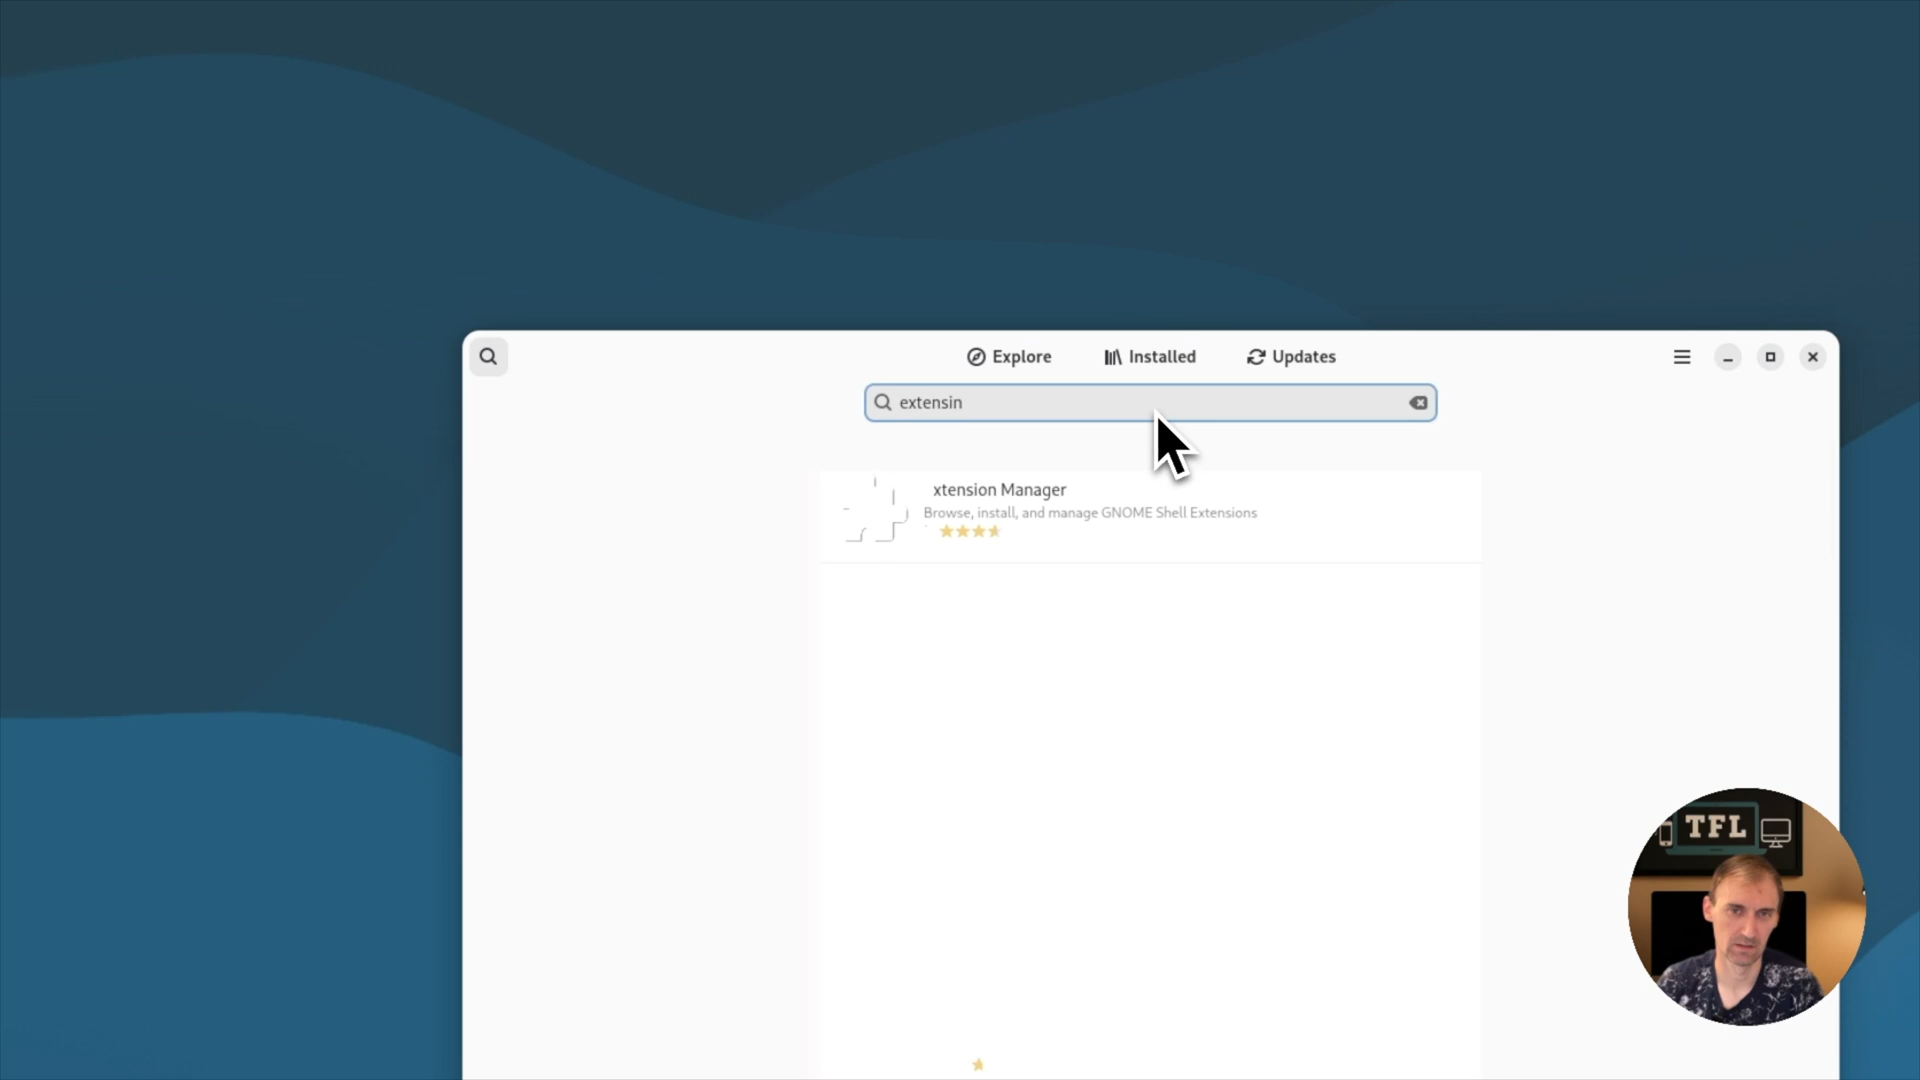 Explore Installed Updates
extensin
xtension Manager
Browse, install, and manage GNOME Shell Extensions
TFL